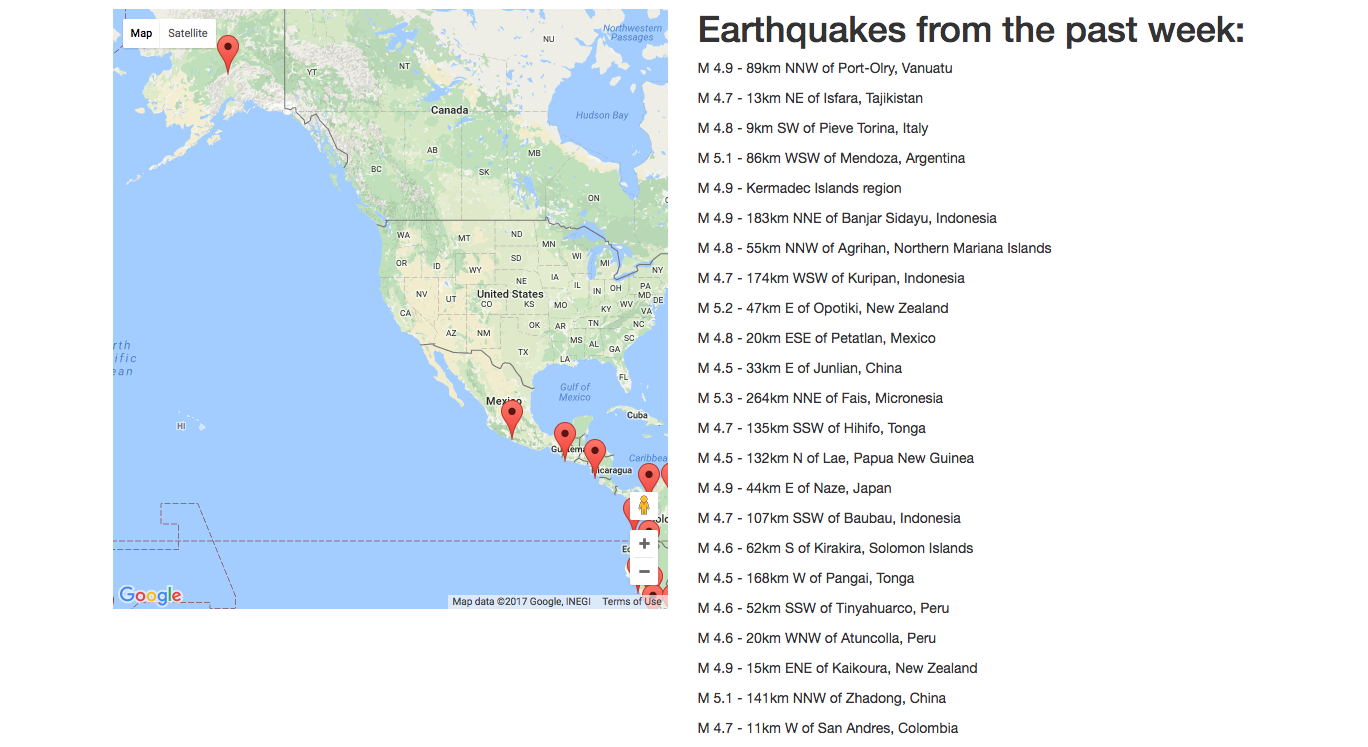 Map
Satellite
Northwestern
Passages
NU
NT
YT
Canada
Hudson Bay
AB
MB
BC
SK
ON
WA
MT
ND
MN
OR
ID
SD
WI
MI
WY
NY
NE
IA
IL
IN
OH
PA
NV
UT
United States
MD
DE
CO
KS
MO
KY
WV
VA
CA
OK
AR
TN
NC
AZ
NM
MS
AL
SC
GA
TX
LA
FL
rth
ific
ean
Gulf of
Mexico
Mexico
HI
Cuba
Caribbea
Nicaragua
Google
Map data ©2017 Google, INEGI
Terms of Use
Earthquakes from the past week:
M 4.9 - 89km NNW of Port-Olry, Vanuatu
M 4.7 - 13km NE of Isfara, Tajikistan
M 4.8 - 9km SW of Pieve Torina, Italy
M 5.1 - 86km WSW of Mendoza, Argentina
M 4.9 - Kermadec Islands region
M 4.9 - 183km NNE of Banjar Sidayu, Indonesia
M 4.8 - 55km NNW of Agrihan, Northern Mariana Islands
M 4.7 - 174km WSW of Kuripan, Indonesia
M 5.2 - 47km E of Opotiki, New Zealand
M 4.8 - 20km ESE of Petatlan, Mexico
M 4.5 - 33km E of Junlian, China
M 5.3 - 264km NNE of Fais, Micronesia
M 4.7 - 135km SSW of Hihifo, Tonga
M 4.5 - 132km N of Lae, Papua New Guinea
M 4.9 - 44km E of Naze, Japan
M 4.7 - 107km SSW of Baubau, Indonesia
M 4.6 - 62km S of Kirakira, Solomon Islands
M 4.5 - 168km W of Pangai, Tonga
M 4.6 - 52km SSW of Tinyahuarco, Peru
M 4.6 - 20km WNW of Atuncolla, Peru
M 4.9 - 15km ENE of Kaikoura, New Zealand
M 5.1 - 141km NNW of Zhadong, China
M 4.7 - 11km W of San Andres, Colombia